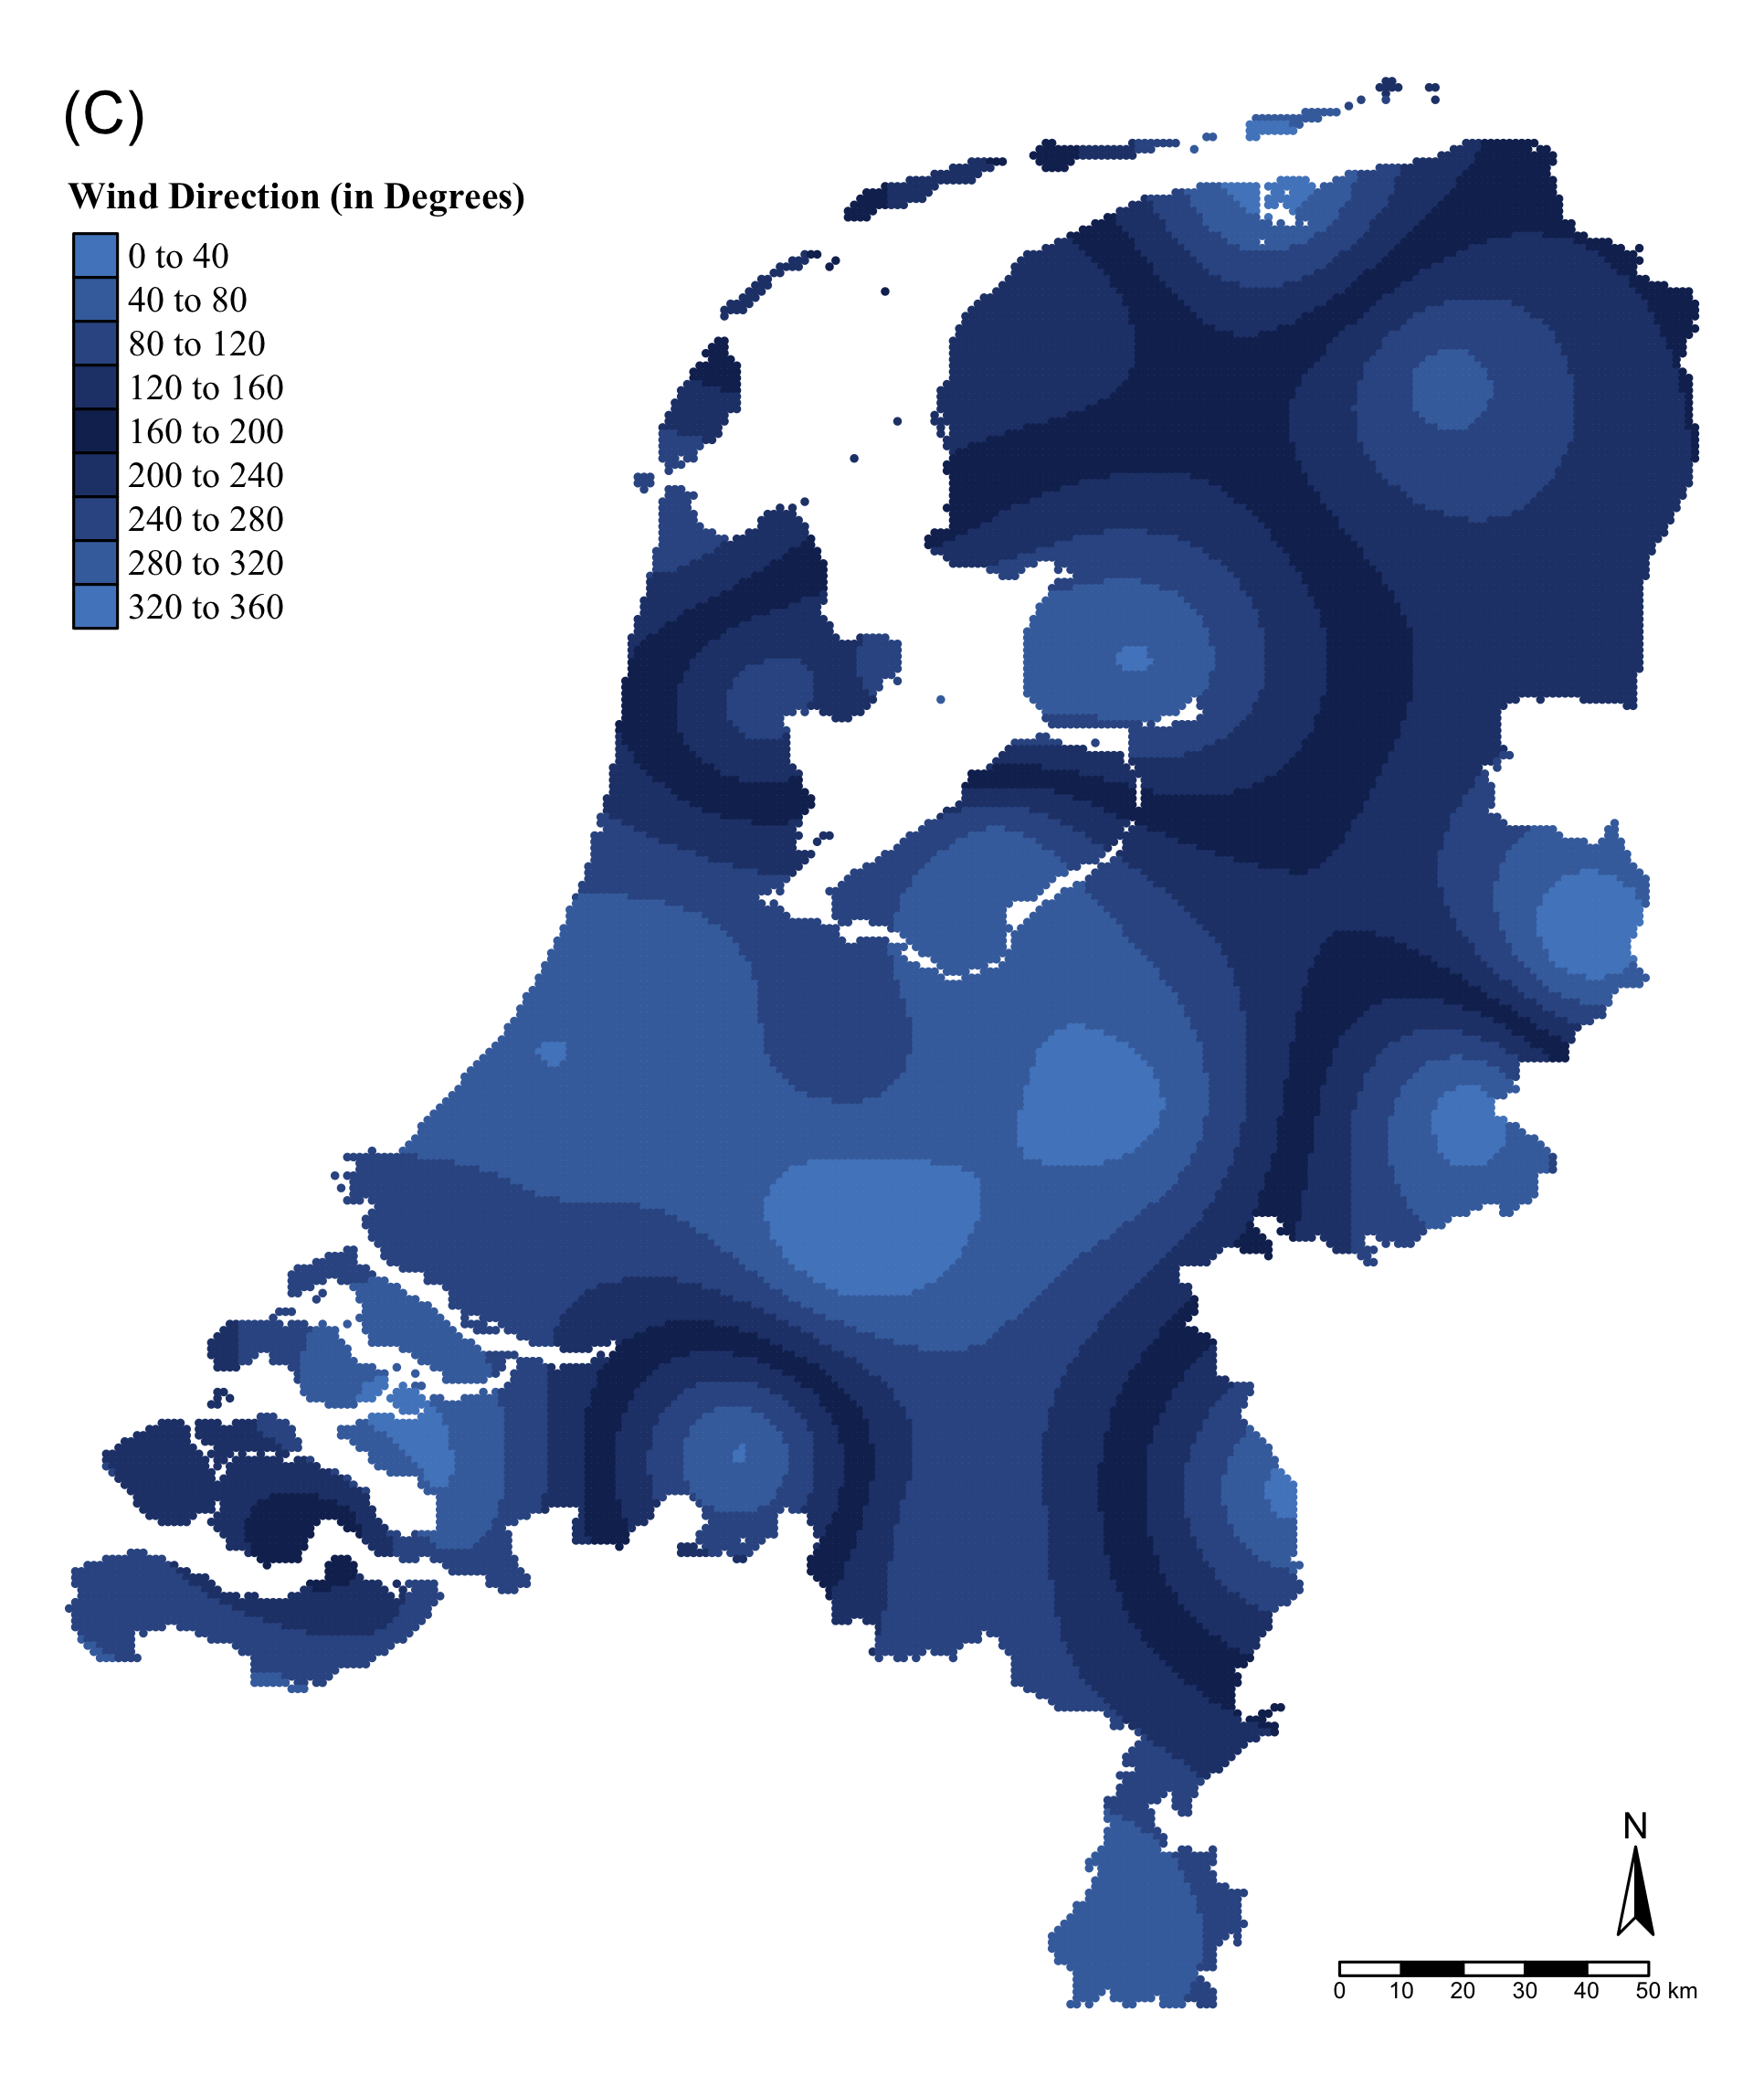 (C)
Wind Direction (in Degrees)
0 to 40
40 to 80
80 to 120
120 to 160
160 to 200
200 to 240
240 to 280
280 to 320
320 to 360
N
0 10 20 30 40 50 km